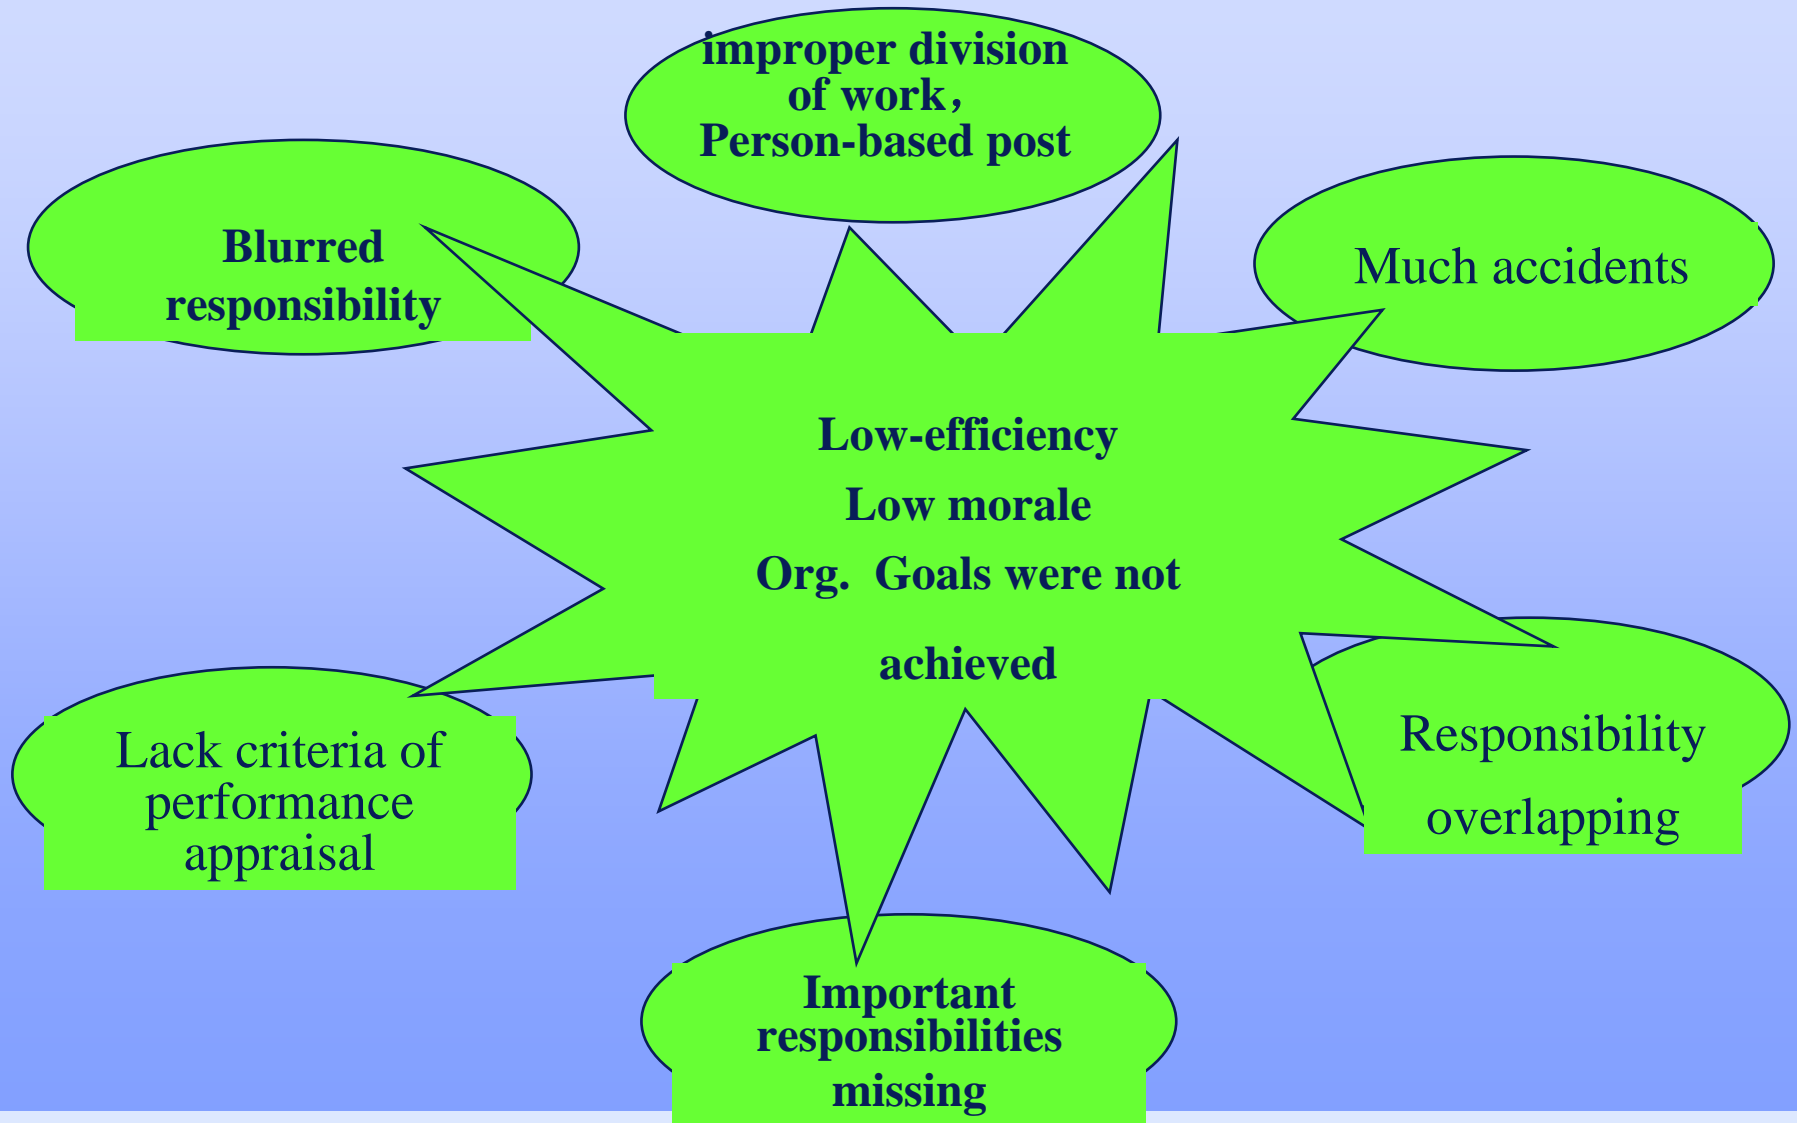 improper division
of work，
Person-based post
Blurred
responsibility
Much accidents
Low-efficiency
Low morale
Org. Goals were not
achieved
Lack criteria of
performance
appraisal
Responsibility
overlapping
Important
responsibilities
missing